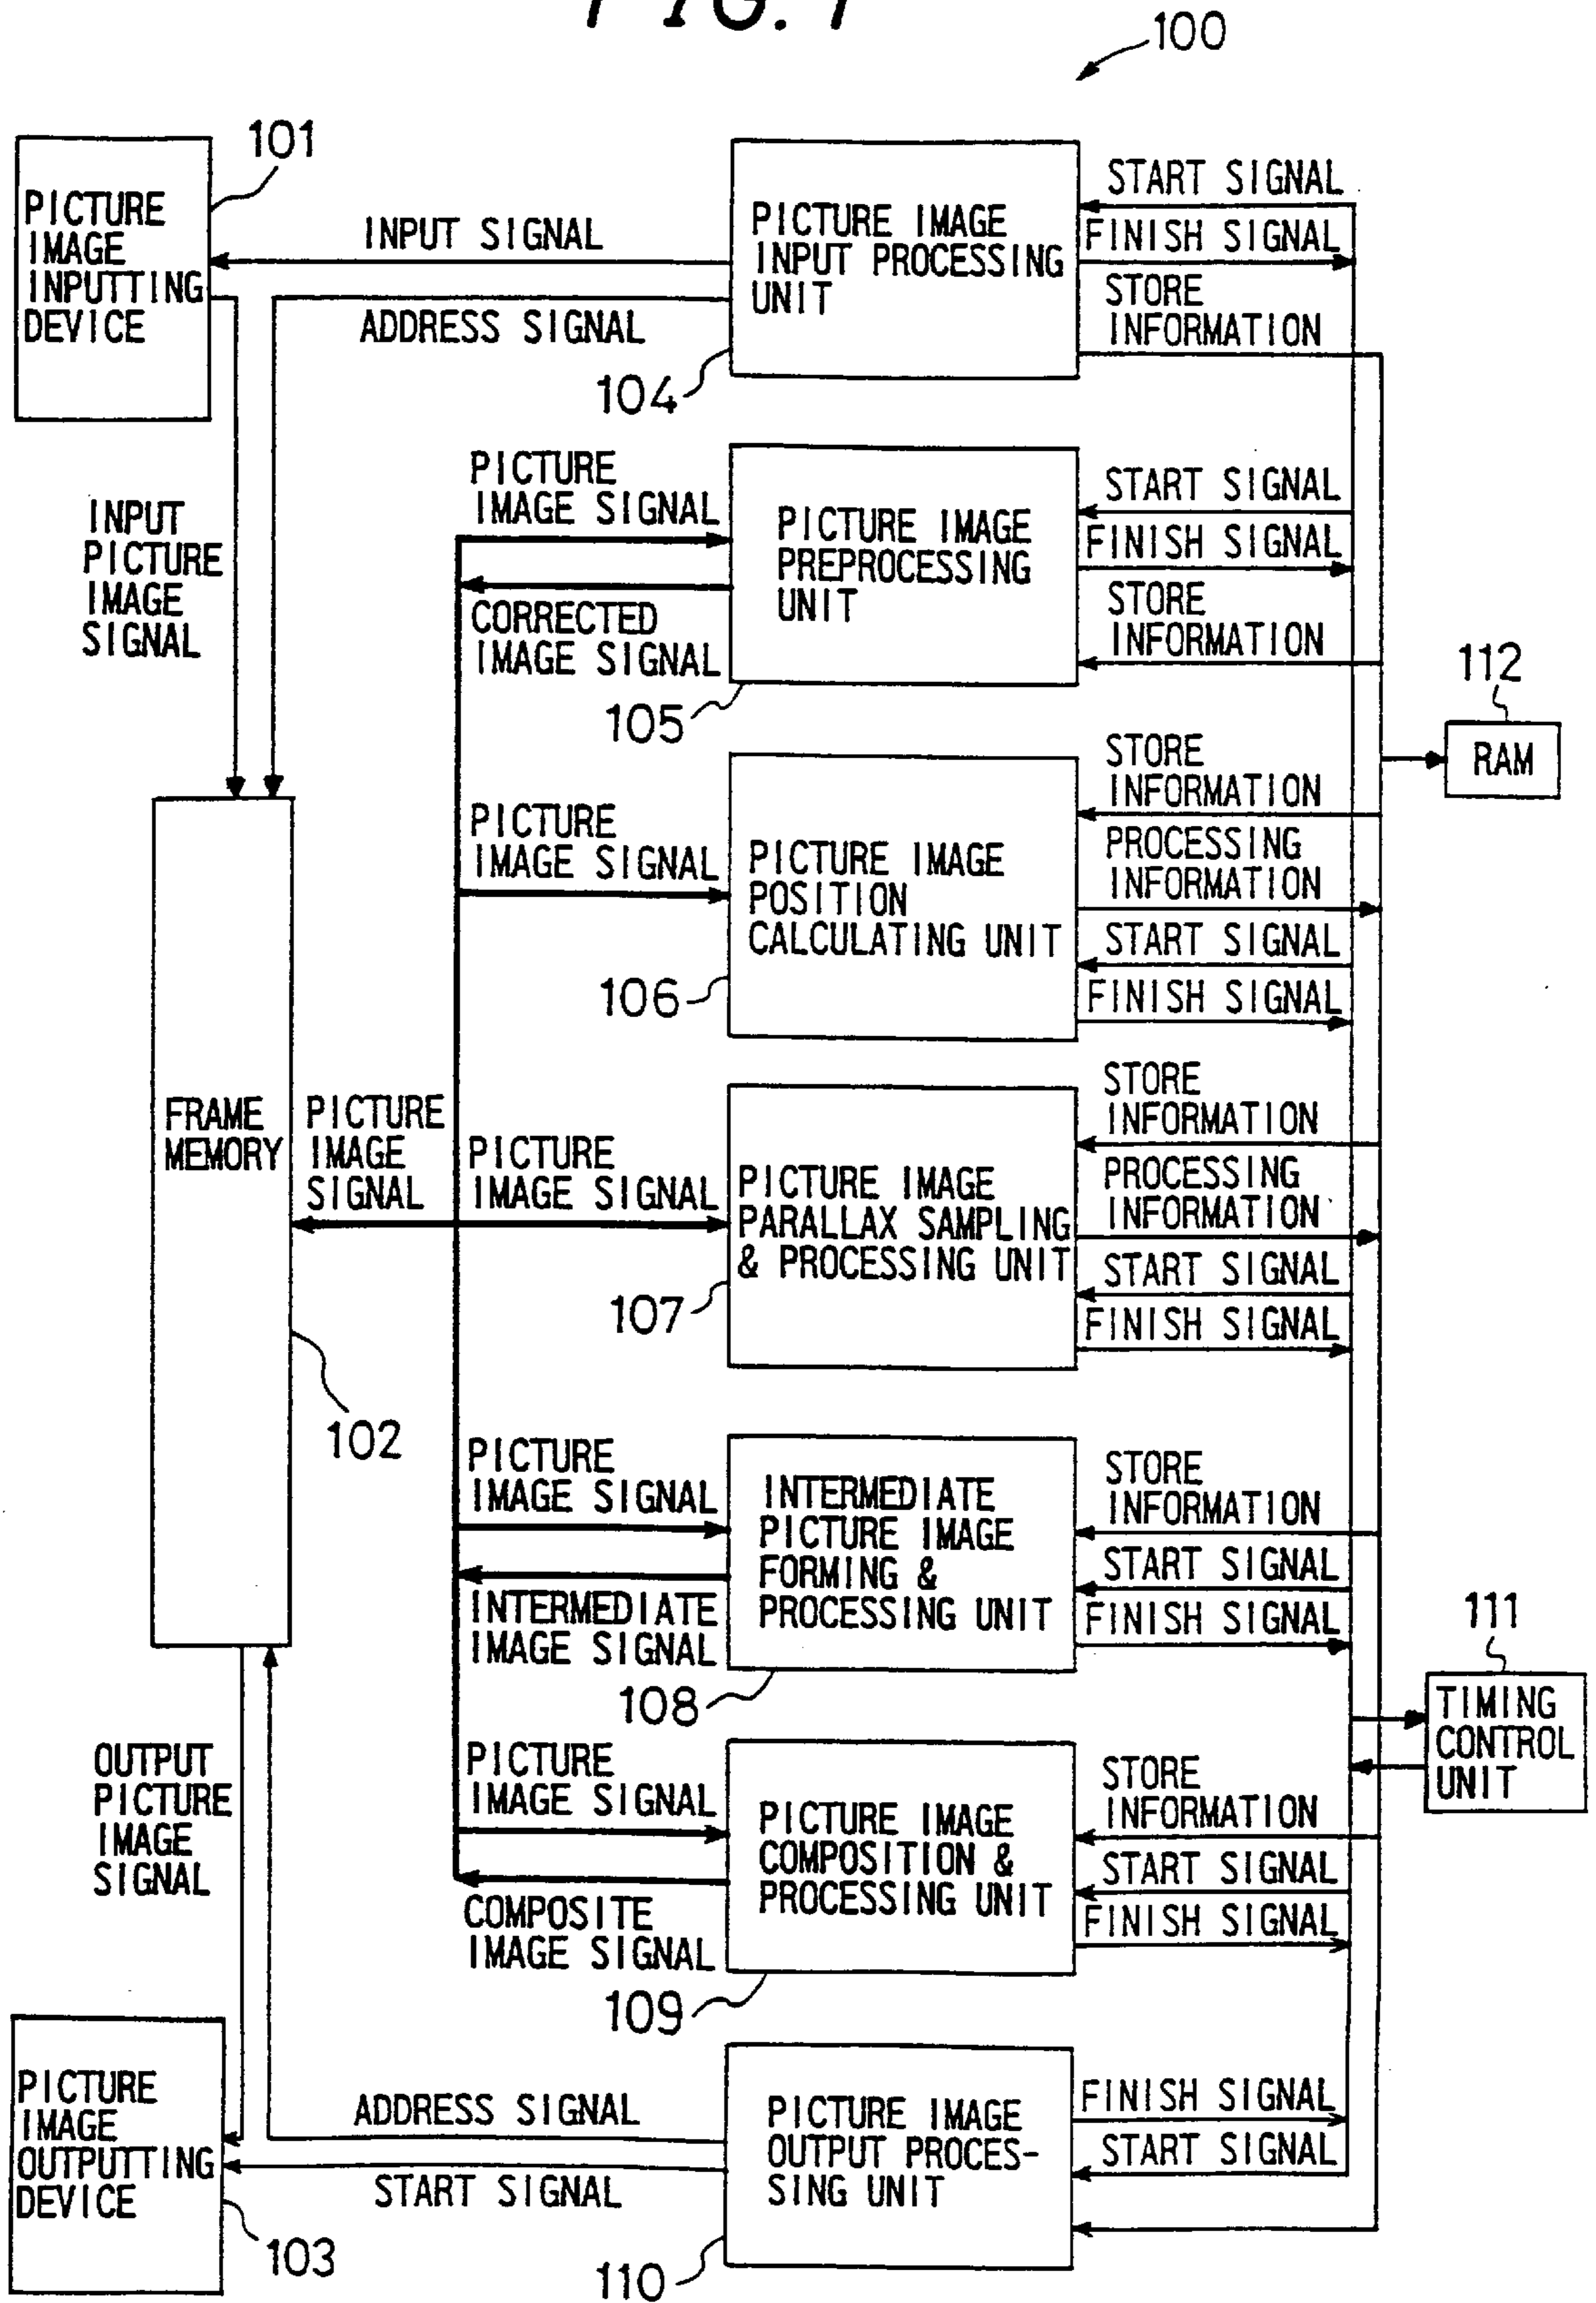 FIG. 1
100
101
PICTURE
IMAGE
INPUTTING
DEVICE
INPUT SIGNAL
ADDRESS SIGNAL
PICTURE IMAGE
INPUT PROCESSING
UNIT
104
START SIGNAL
FINISH SIGNAL
STORE
INFORMATION
INPUT
PICTURE
IMAGE
SIGNAL
PICTURE
IMAGE SIGNAL
CORRECTED
IMAGE SIGNAL
PICTURE IMAGE
PREPROCESSING
UNIT
105
START SIGNAL
FINISH SIGNAL
STORE
INFORMATION
112
RAM
PICTURE
IMAGE SIGNAL
PICTURE IMAGE
POSITION
CALCULATING UNIT
106
STORE
INFORMATION
PROCESSING
INFORMATION
START SIGNAL
FINISH SIGNAL
FRAME
MEMORY
102
PICTURE
IMAGE
SIGNAL
PICTURE
IMAGE SIGNAL
PICTURE IMAGE
PARALLAX SAMPLING
& PROCESSING UNIT
107
STORE
INFORMATION
PROCESSING
INFORMATION
START SIGNAL
FINISH SIGNAL
PICTURE
IMAGE SIGNAL
INTERMEDIATE
IMAGE SIGNAL
INTERMEDIATE
PICTURE IMAGE
FORMING &
PROCESSING UNIT
108
STORE
INFORMATION
START SIGNAL
FINISH SIGNAL
111
TIMING
CONTROL
UNIT
OUTPUT
PICTURE
IMAGE
SIGNAL
PICTURE
IMAGE SIGNAL
COMPOSITE
IMAGE SIGNAL
PICTURE IMAGE
COMPOSITION &
PROCESSING UNIT
109
STORE
INFORMATION
START SIGNAL
FINISH SIGNAL
PICTURE
IMAGE
OUTPUTTING
DEVICE
103
ADDRESS SIGNAL
START SIGNAL
PICTURE IMAGE
OUTPUT PROCES-
SING UNIT
110
FINISH SIGNAL
START SIGNAL